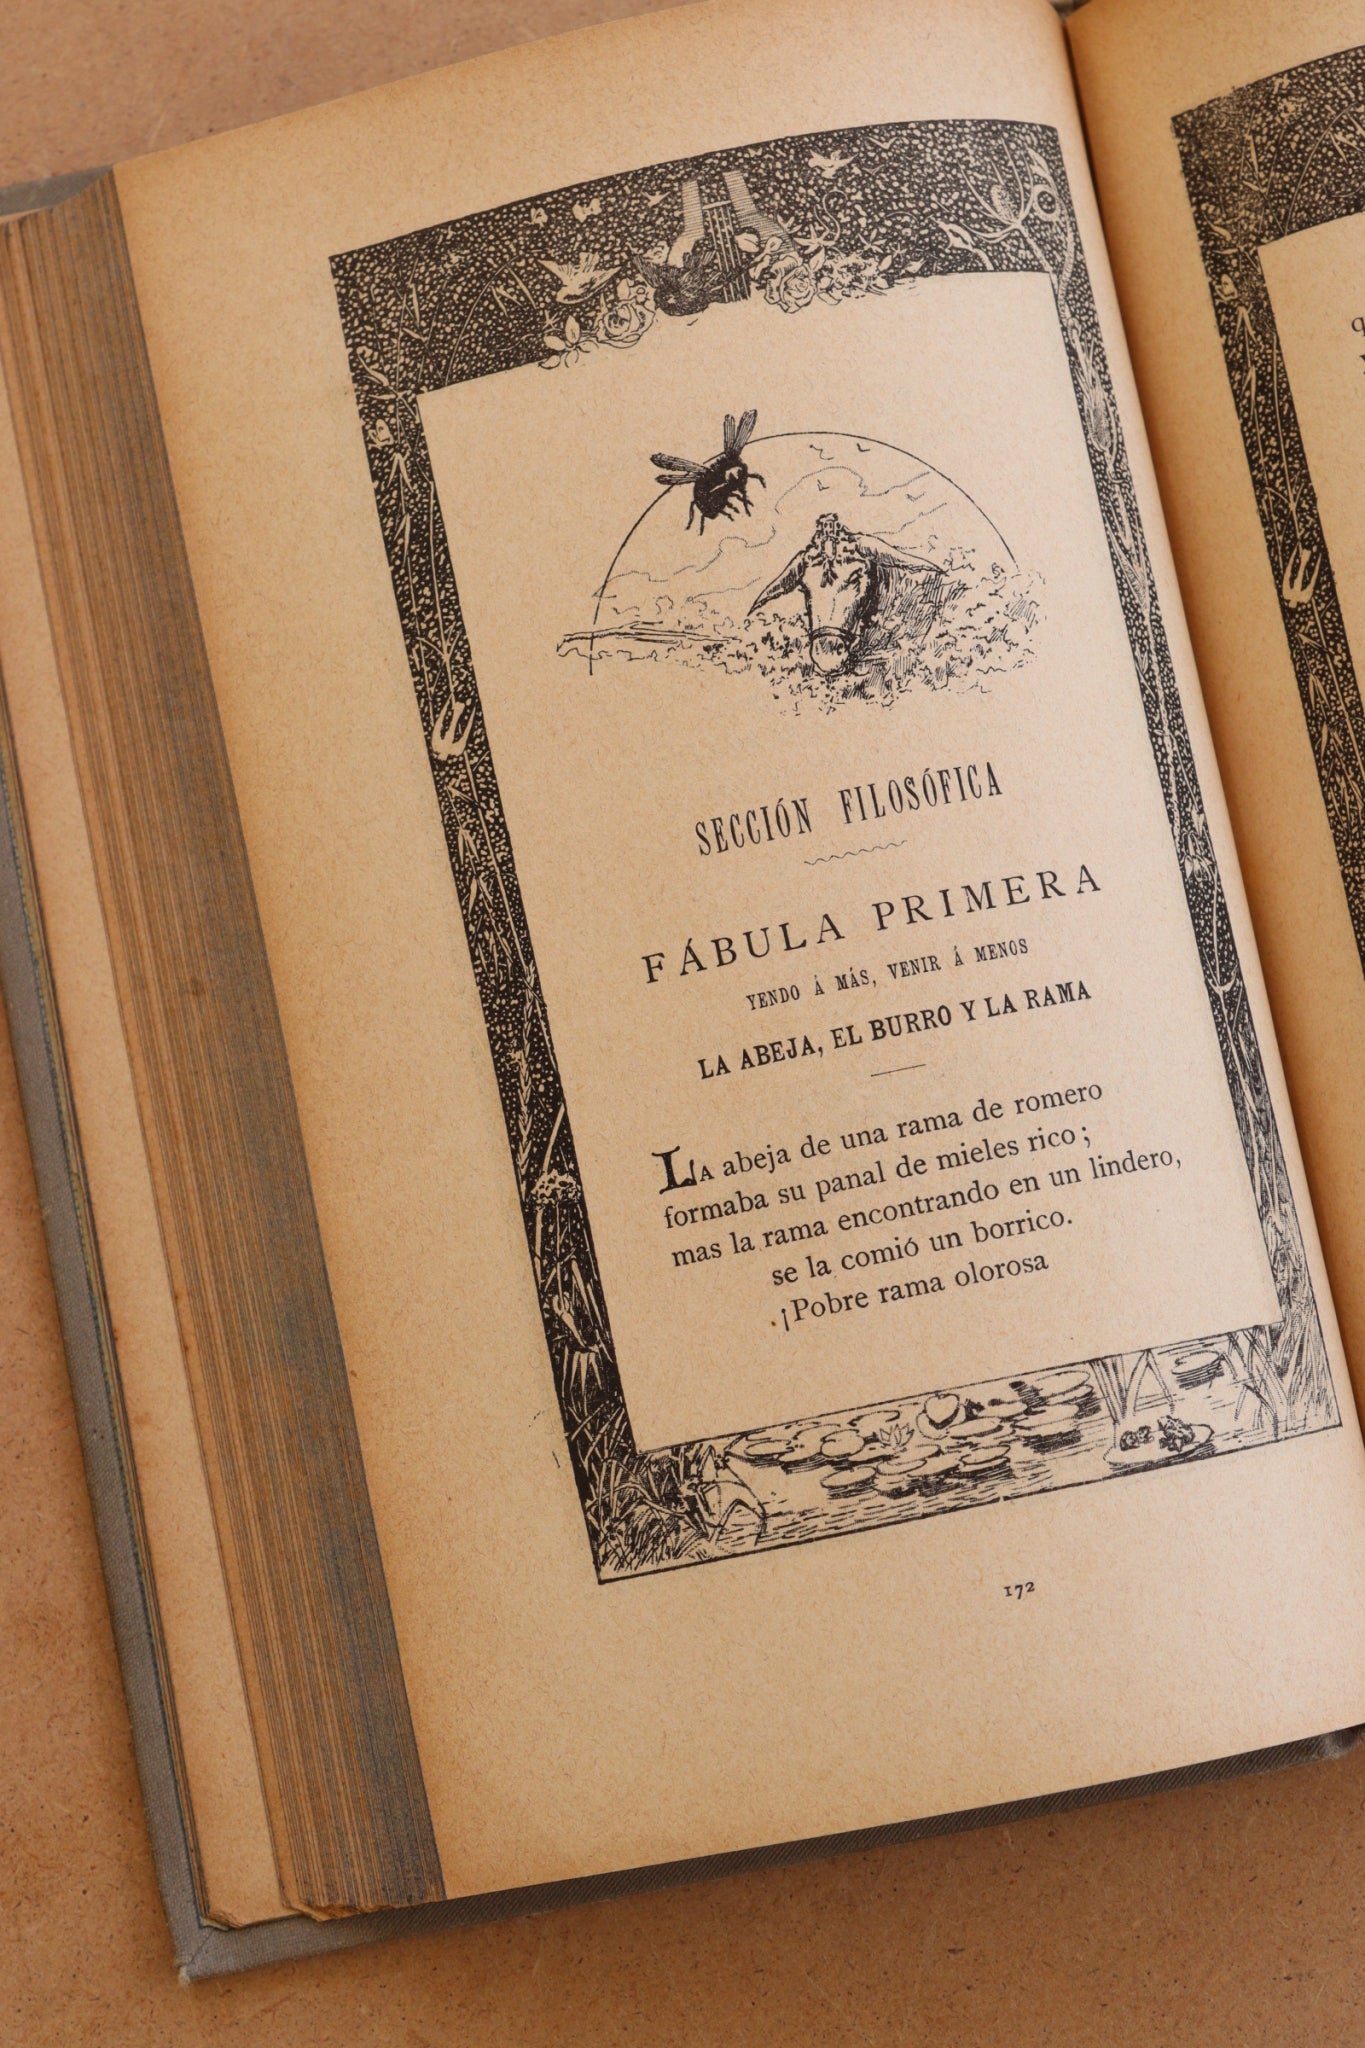 SECCIÓN FILOSÓFICA
FÁBULA PRIMERA
YENDO Á MÁS, VENIR Á MENOS
LA ABEJA, EL BURRO Y LA RAMA
LA abeja de una rama de romero
formaba su panal de mieles rico;
mas la rama encontrando en un lindero,
se la comió un borrico.
¡Pobre rama olorosa
172